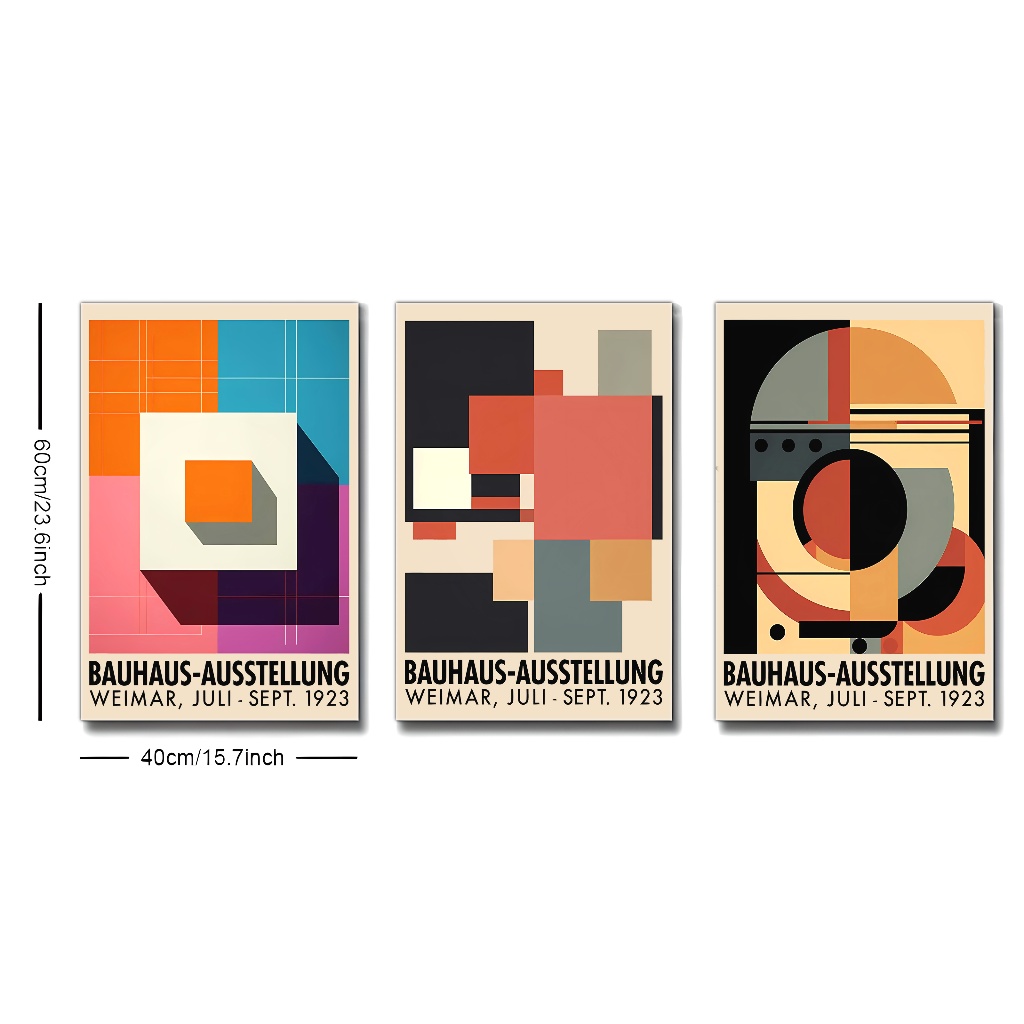 60cm/23.6inch
BAUHAUS-AUSSTELLUNG
WEIMAR, JULI - SEPT. 1923
BAUHAUS-AUSSTELLUNG
WEIMAR, JULI - SEPT. 1923
BAUHAUS-AUSSTELLUNG
WEIMAR, JULI - SEPT. 1923
40cm/15.7inch